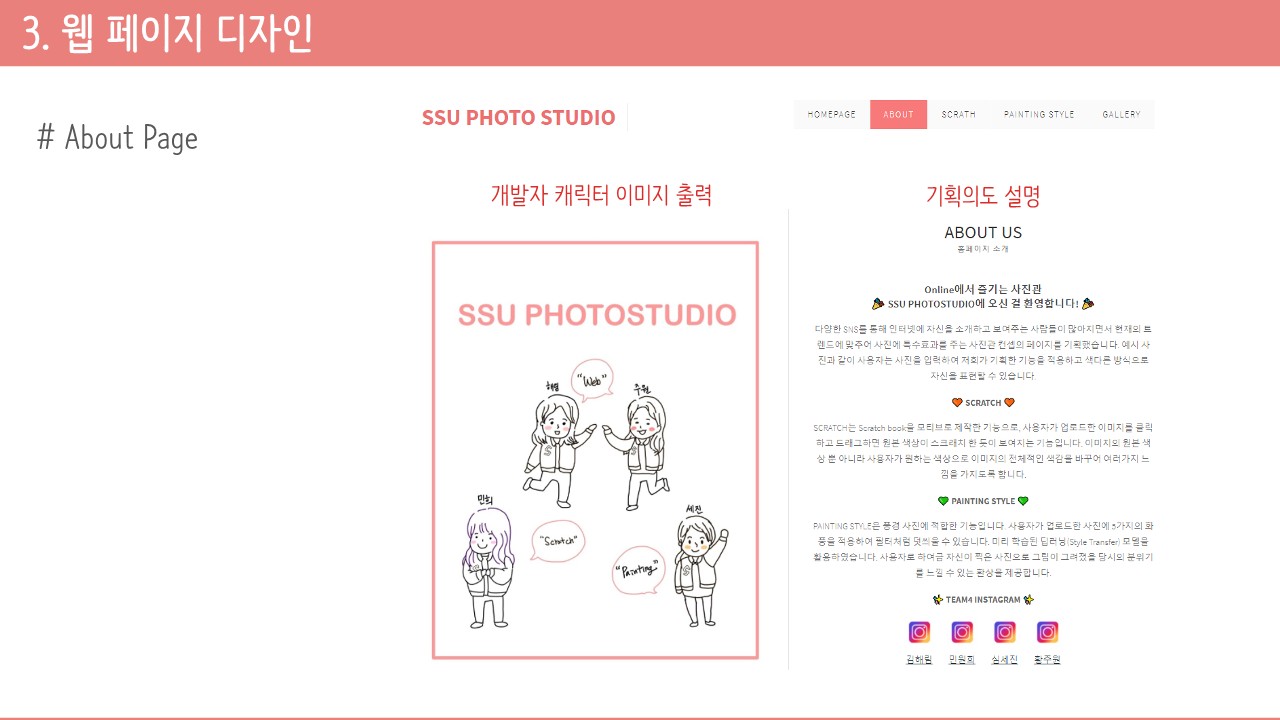 3. 웹 페이지 디자인
# About Page
SSU PHOTO STUDIO
HOMEPAGE ABOUT SCRATH PAINTING STYLE GALLERY
개발자 캐릭터 이미지 출력
SSU PHOTOSTUDIO
"Web"
해림 주원
민희
세진
"Scratch"
"Painting"
기획의도 설명
ABOUT US
홈페이지 소개
Online에서 즐기는 사진관
🎉 SSU PHOTOSTUDIO에 오신 걸 환영합니다! 🎉
다양한 SNS를 통해 인터넷에 자신을 소개하고 보여주는 사람들이 많아지면서 현재의 트
렌드에 맞추어 사진에 특수효과를 주는 사진관 컨셉의 페이지를 기획했습니다. 예시 사
진과 같이 사용자는 사진을 입력하여 저희가 기획한 기능을 적용하고 색다른 방식으로
자신을 표현할 수 있습니다.
🧡 SCRATCH 🧡
SCRATCH는 Scratch book을 모티브로 제작한 기능으로, 사용자가 업로드한 이미지를 클릭
하고 드래그하면 원본 색상이 스크래치 한 듯이 보여지는 기능입니다. 이미지의 원본 색
상 뿐 아니라 사용자가 원하는 색상으로 이미지의 전체적인 색감을 바꾸어 여러가지 느
낌을 가지도록 합니다.
💚 PAINTING STYLE 💚
PAINTING STYLE은 풍경 사진에 적합한 기능입니다. 사용자가 업로드한 사진에 5가지의 화
풍을 적용하여 필터처럼 덧씌울 수 있습니다. 미리 학습된 딥러닝(Style Transfer) 모델을
활용하였습니다. 사용자로 하여금 자신이 찍은 사진으로 그림이 그려졌을 당시의 분위기
를 느낄 수 있는 환상을 제공합니다.
✨ TEAM4 INSTAGRAM ✨
김해림 민원희 심세진 황주원